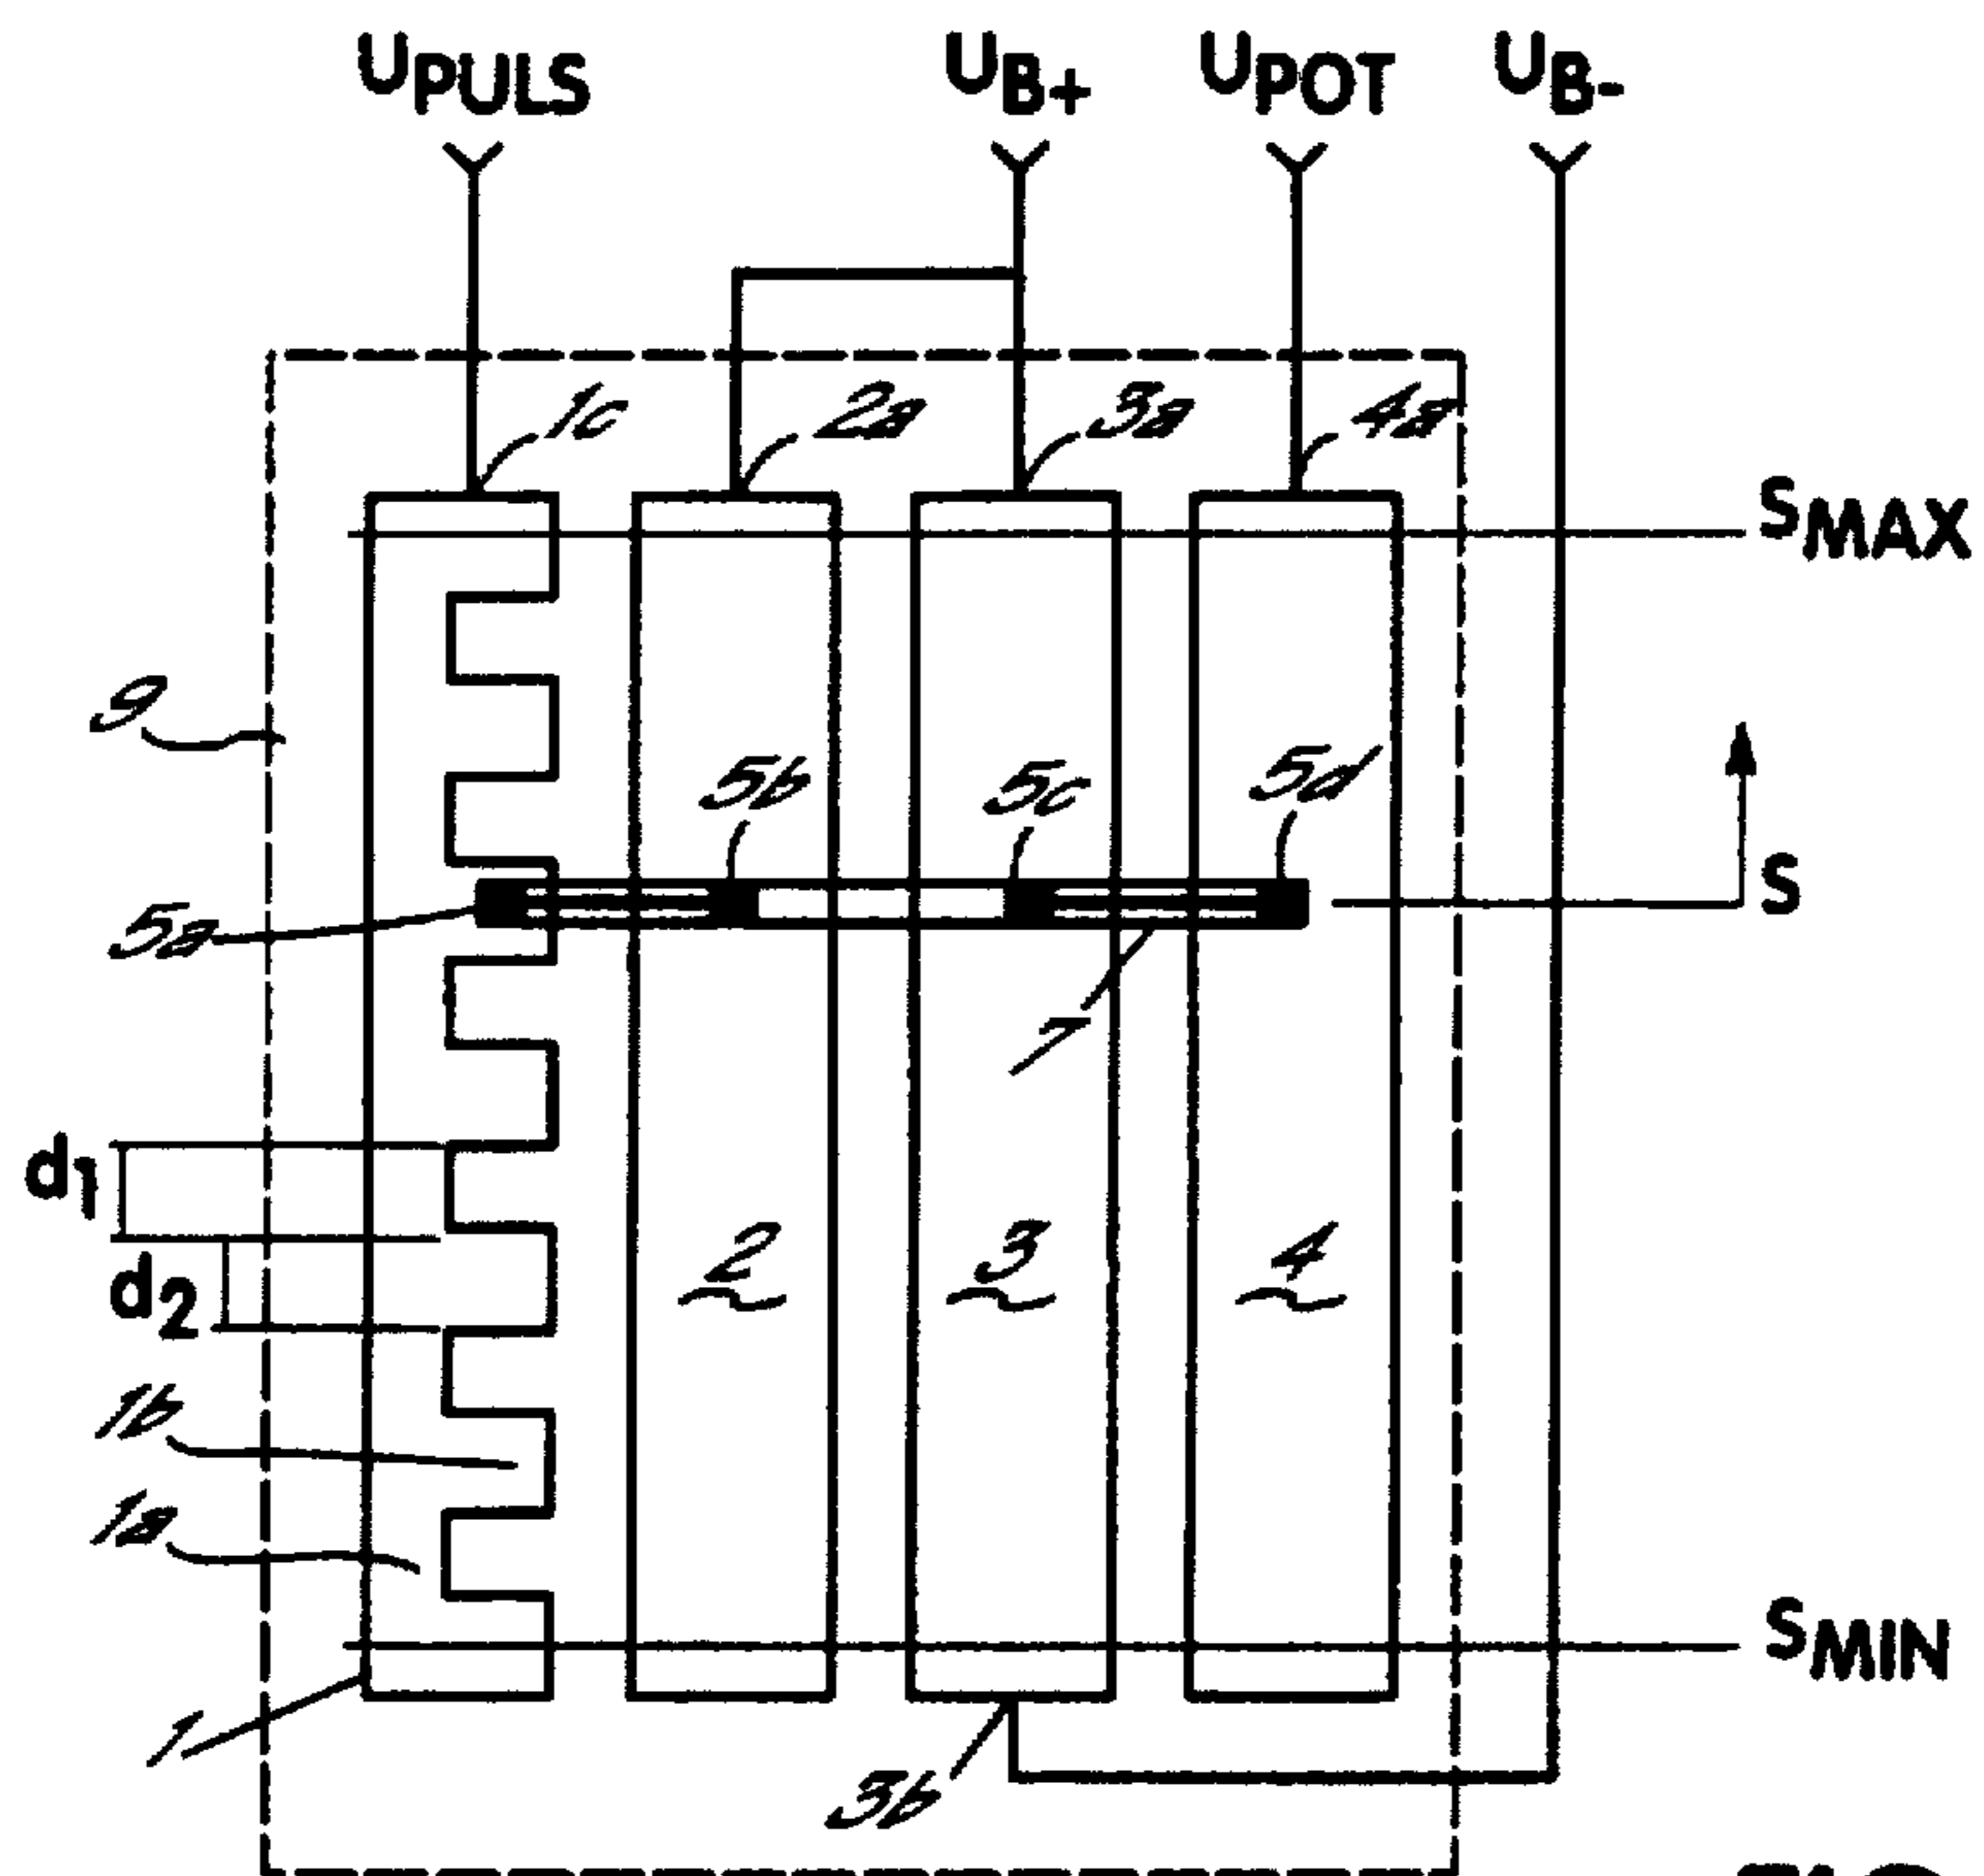 UPULS UB+ UPOT UB-
1c 2a 3a 4a
SMAX
9
5b 5c 5d
5a
S
7
d1
2 3 4
d2
1b
1a
SMIN
1
3b